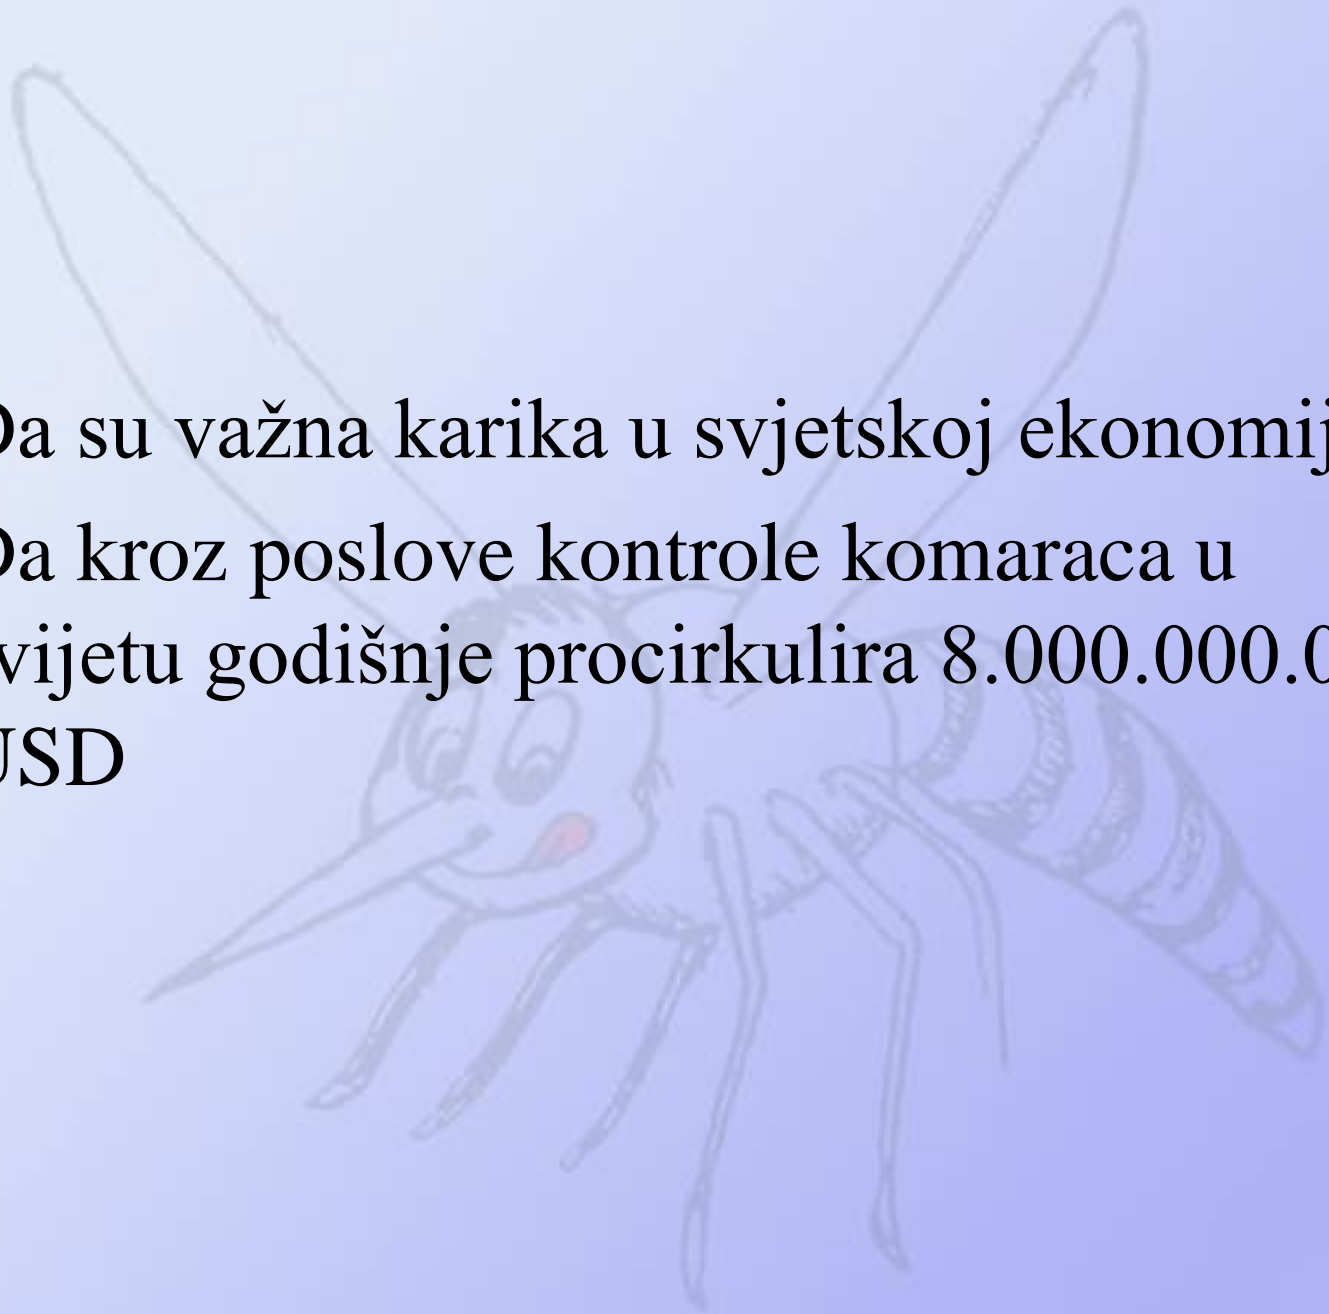 Da su važna karika u svjetskoj ekonomij
Da kroz poslove kontrole komaraca u
vijetu godišnje procirkulira 8.000.000.0
USD